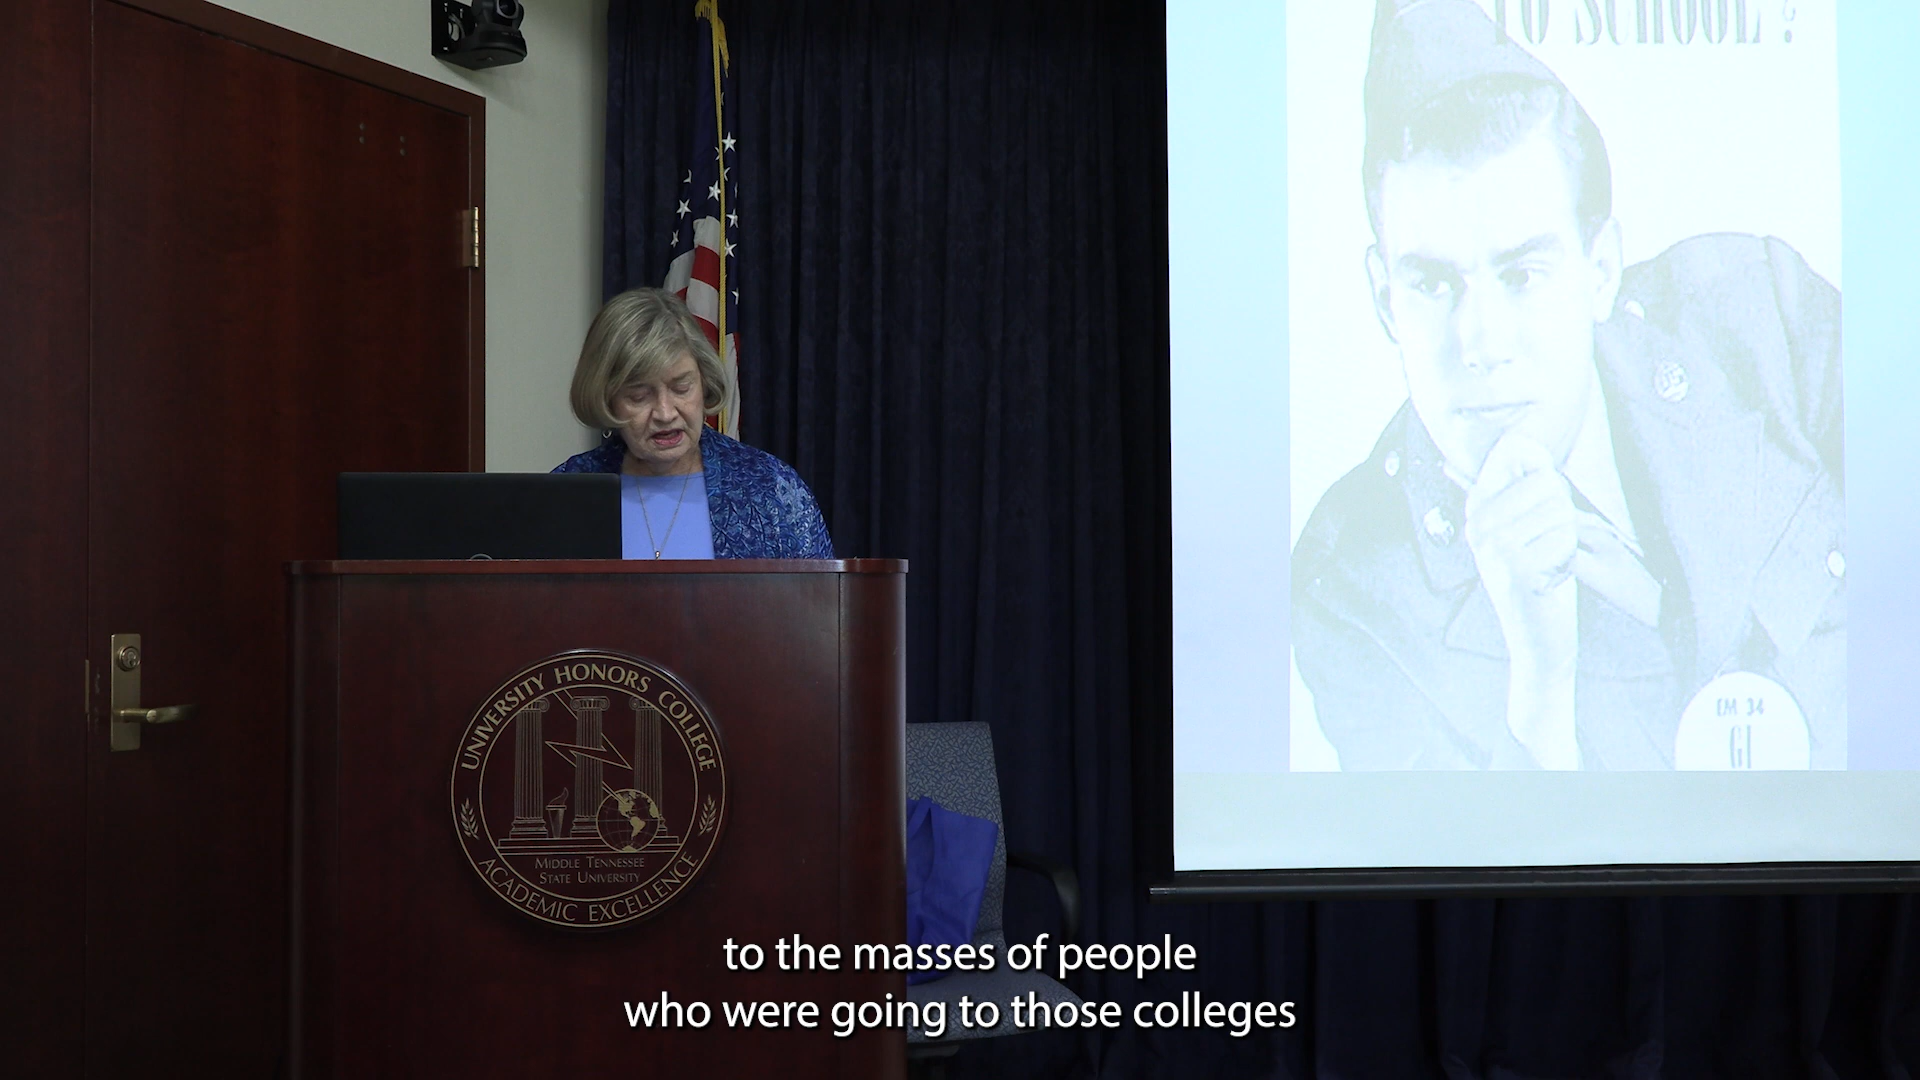 TO SCHOOL?
EM 34
GI
UNIVERSITY HONORS COLLEGE
MIDDLE TENNESSEE
STATE UNIVERSITY
ACADEMIC EXCELLENCE
to the masses of people
who were going to those colleges